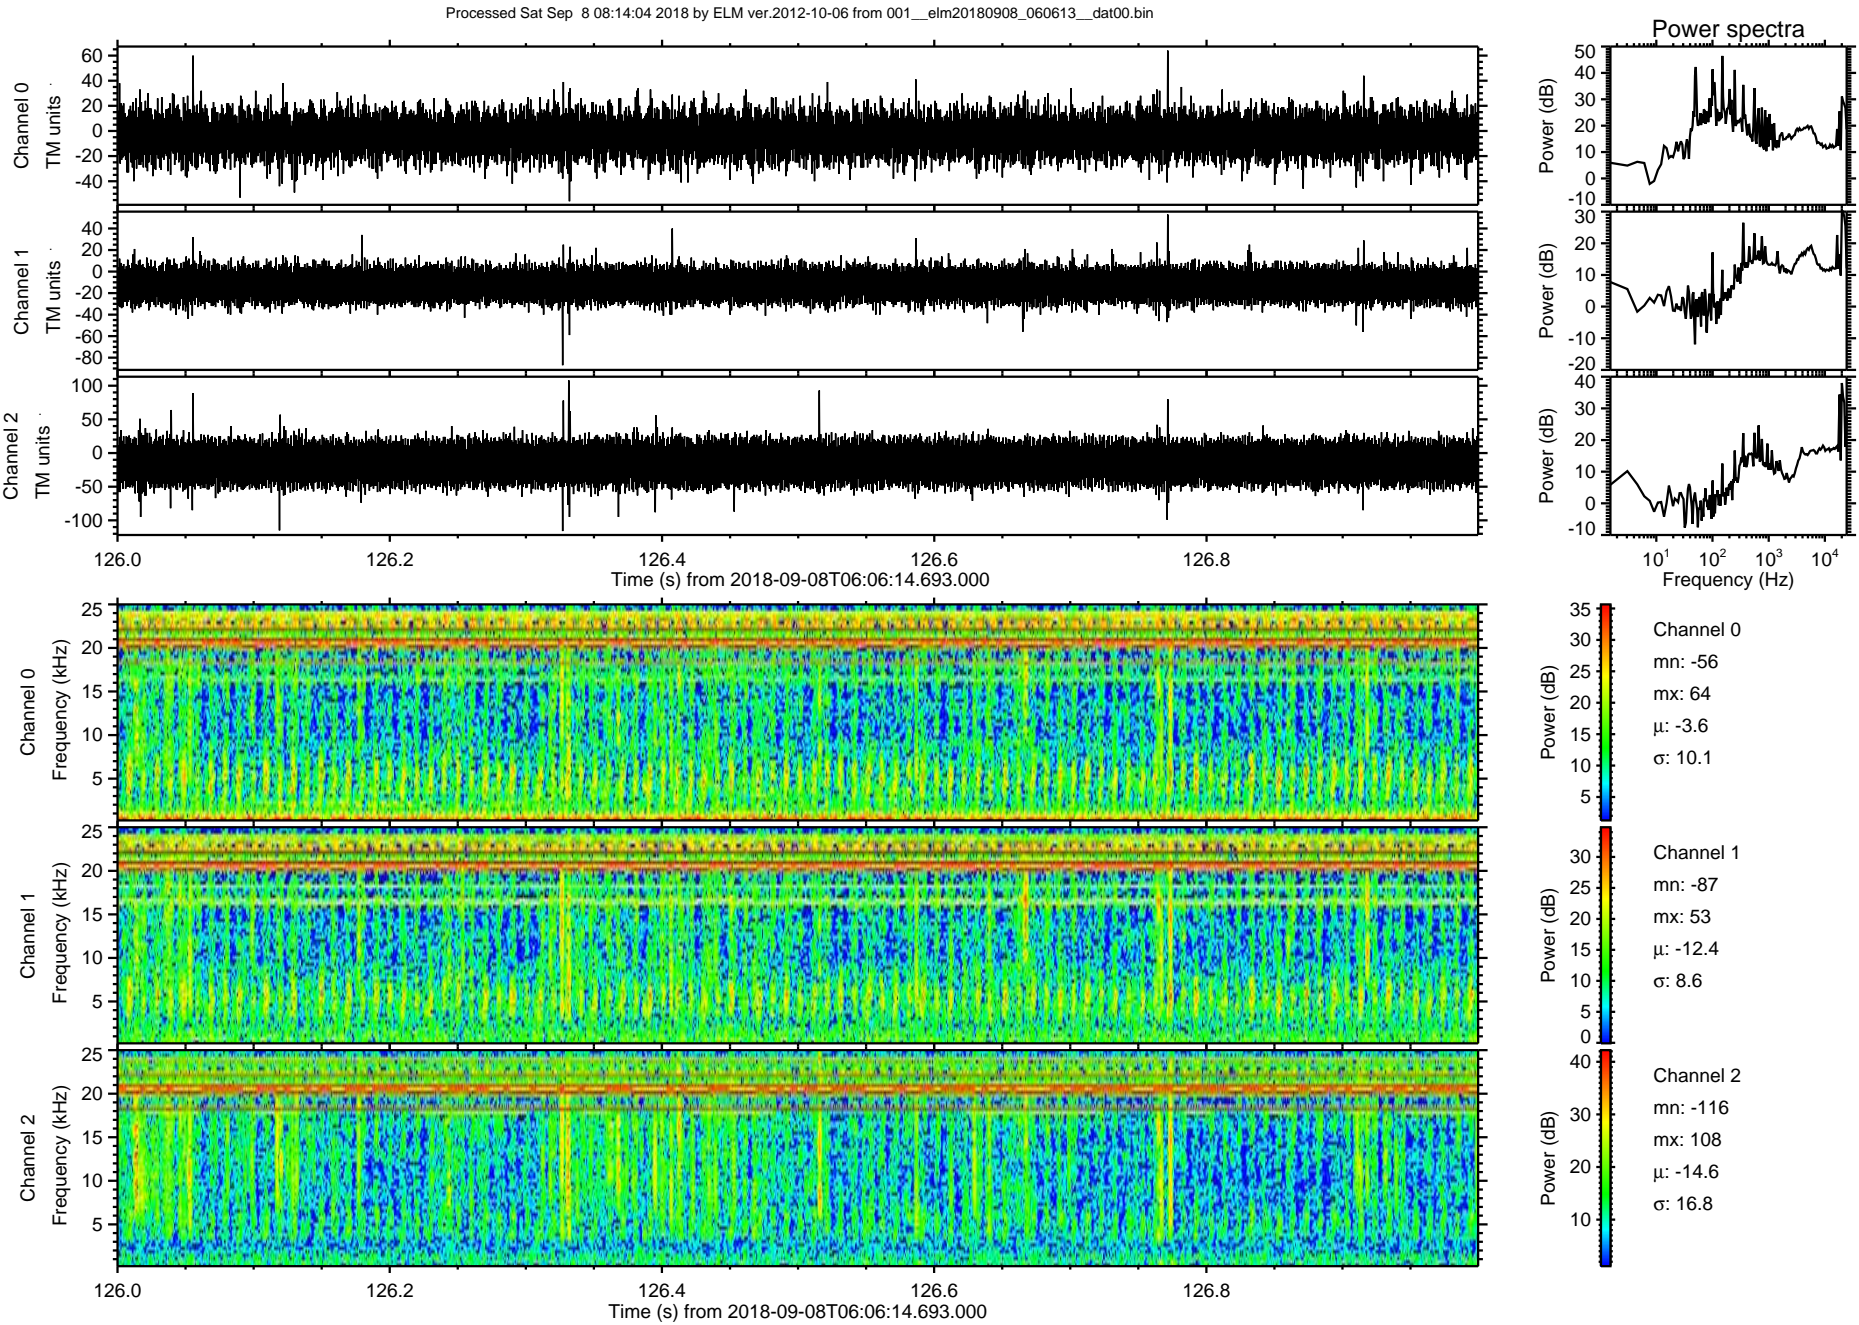 Processed Sat Sep  8 08:14:04 2018 by ELM ver.2012-10-06 from 001__elm20180908_060613__dat00.bin
Power spectra
Channel 0
TM units
60
40
20
0
-20
-40
Power (dB)
50
40
30
20
10
0
-10
Channel 1
TM units
40
20
0
-20
-40
-60
-80
Power (dB)
30
20
10
0
-10
-20
Channel 2
TM units
100
50
0
-50
-100
Power (dB)
40
30
20
10
0
-10
126.0 126.2 126.4 126.6 126.8
Time (s) from 2018-09-08T06:06:14.693.000
10¹ 10² 10³ 10⁴
Frequency (Hz)
Channel 0
Frequency (kHz)
25
20
15
10
5
Power (dB)
35
30
25
20
15
10
5
Channel 0
mn: -56
mx: 64
μ: -3.6
σ: 10.1
Channel 1
Frequency (kHz)
25
20
15
10
5
Power (dB)
30
25
20
15
10
5
0
Channel 1
mn: -87
mx: 53
μ: -12.4
σ: 8.6
Channel 2
Frequency (kHz)
25
20
15
10
5
Power (dB)
40
30
20
10
Channel 2
mn: -116
mx: 108
μ: -14.6
σ: 16.8
126.0 126.2 126.4 126.6 126.8
Time (s) from 2018-09-08T06:06:14.693.000